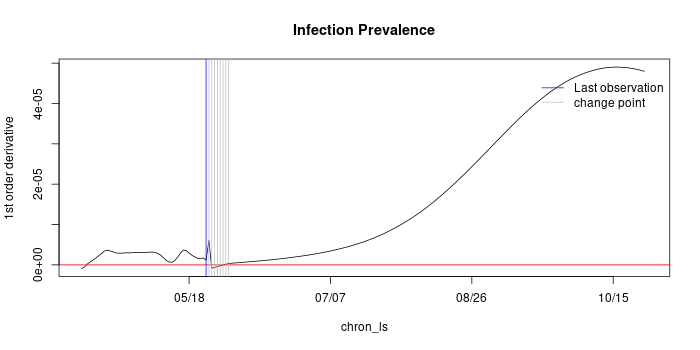 Infection Prevalence
1st order derivative
4e-05
2e-05
0e+00
Last observation
change point
05/18
07/07
08/26
10/15
chron_ls